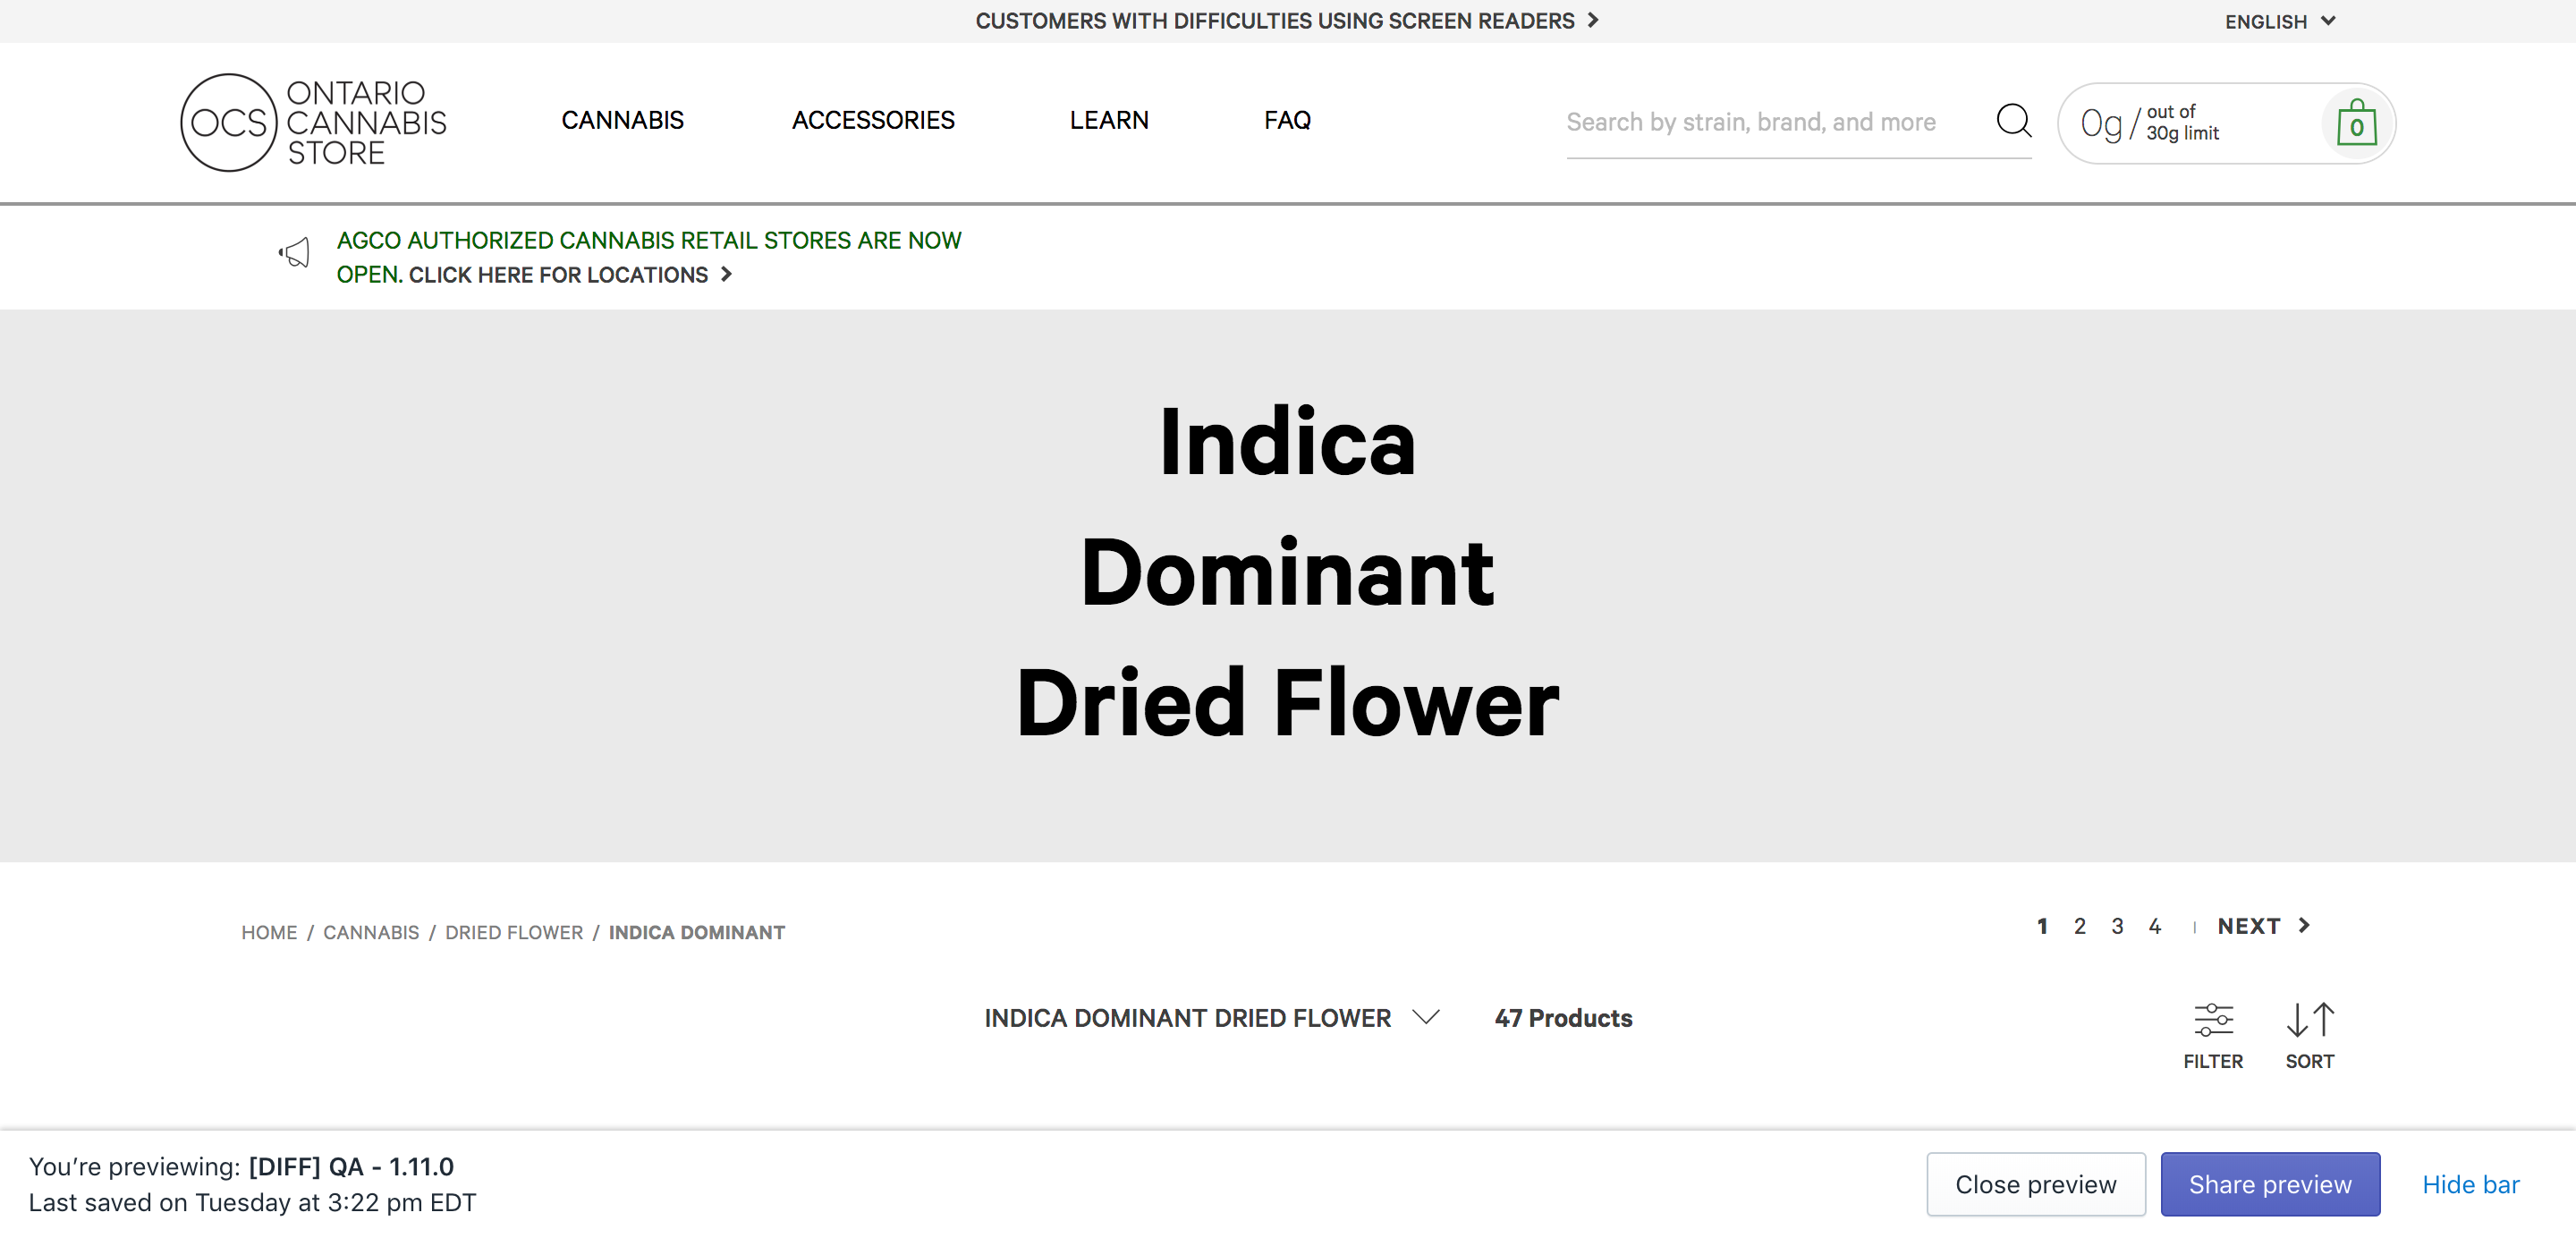 CUSTOMERS WITH DIFFICULTIES USING SCREEN READERS
ENGLISH
OCS
ONTARIO
CANNABIS
STORE
CANNABIS
ACCESSORIES
LEARN
FAQ
Search by strain, brand, and more
0g / out of
30g limit
0
AGCO AUTHORIZED CANNABIS RETAIL STORES ARE NOW
OPEN. CLICK HERE FOR LOCATIONS
Indica
Dominant
Dried Flower
HOME / CANNABIS / DRIED FLOWER / INDICA DOMINANT
1 2 3 4 | NEXT
INDICA DOMINANT DRIED FLOWER
47 Products
FILTER
SORT
You’re previewing: [DIFF] QA - 1.11.0
Last saved on Tuesday at 3:22 pm EDT
Close preview
Share preview
Hide bar